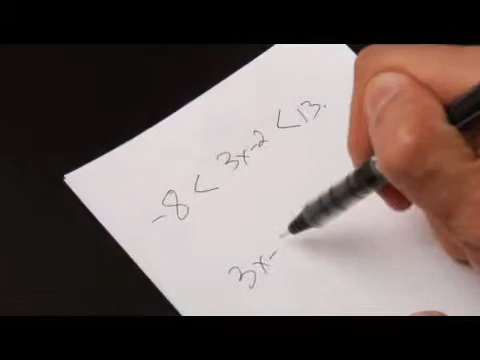 -8 < 3x-2 < 13.
3x-